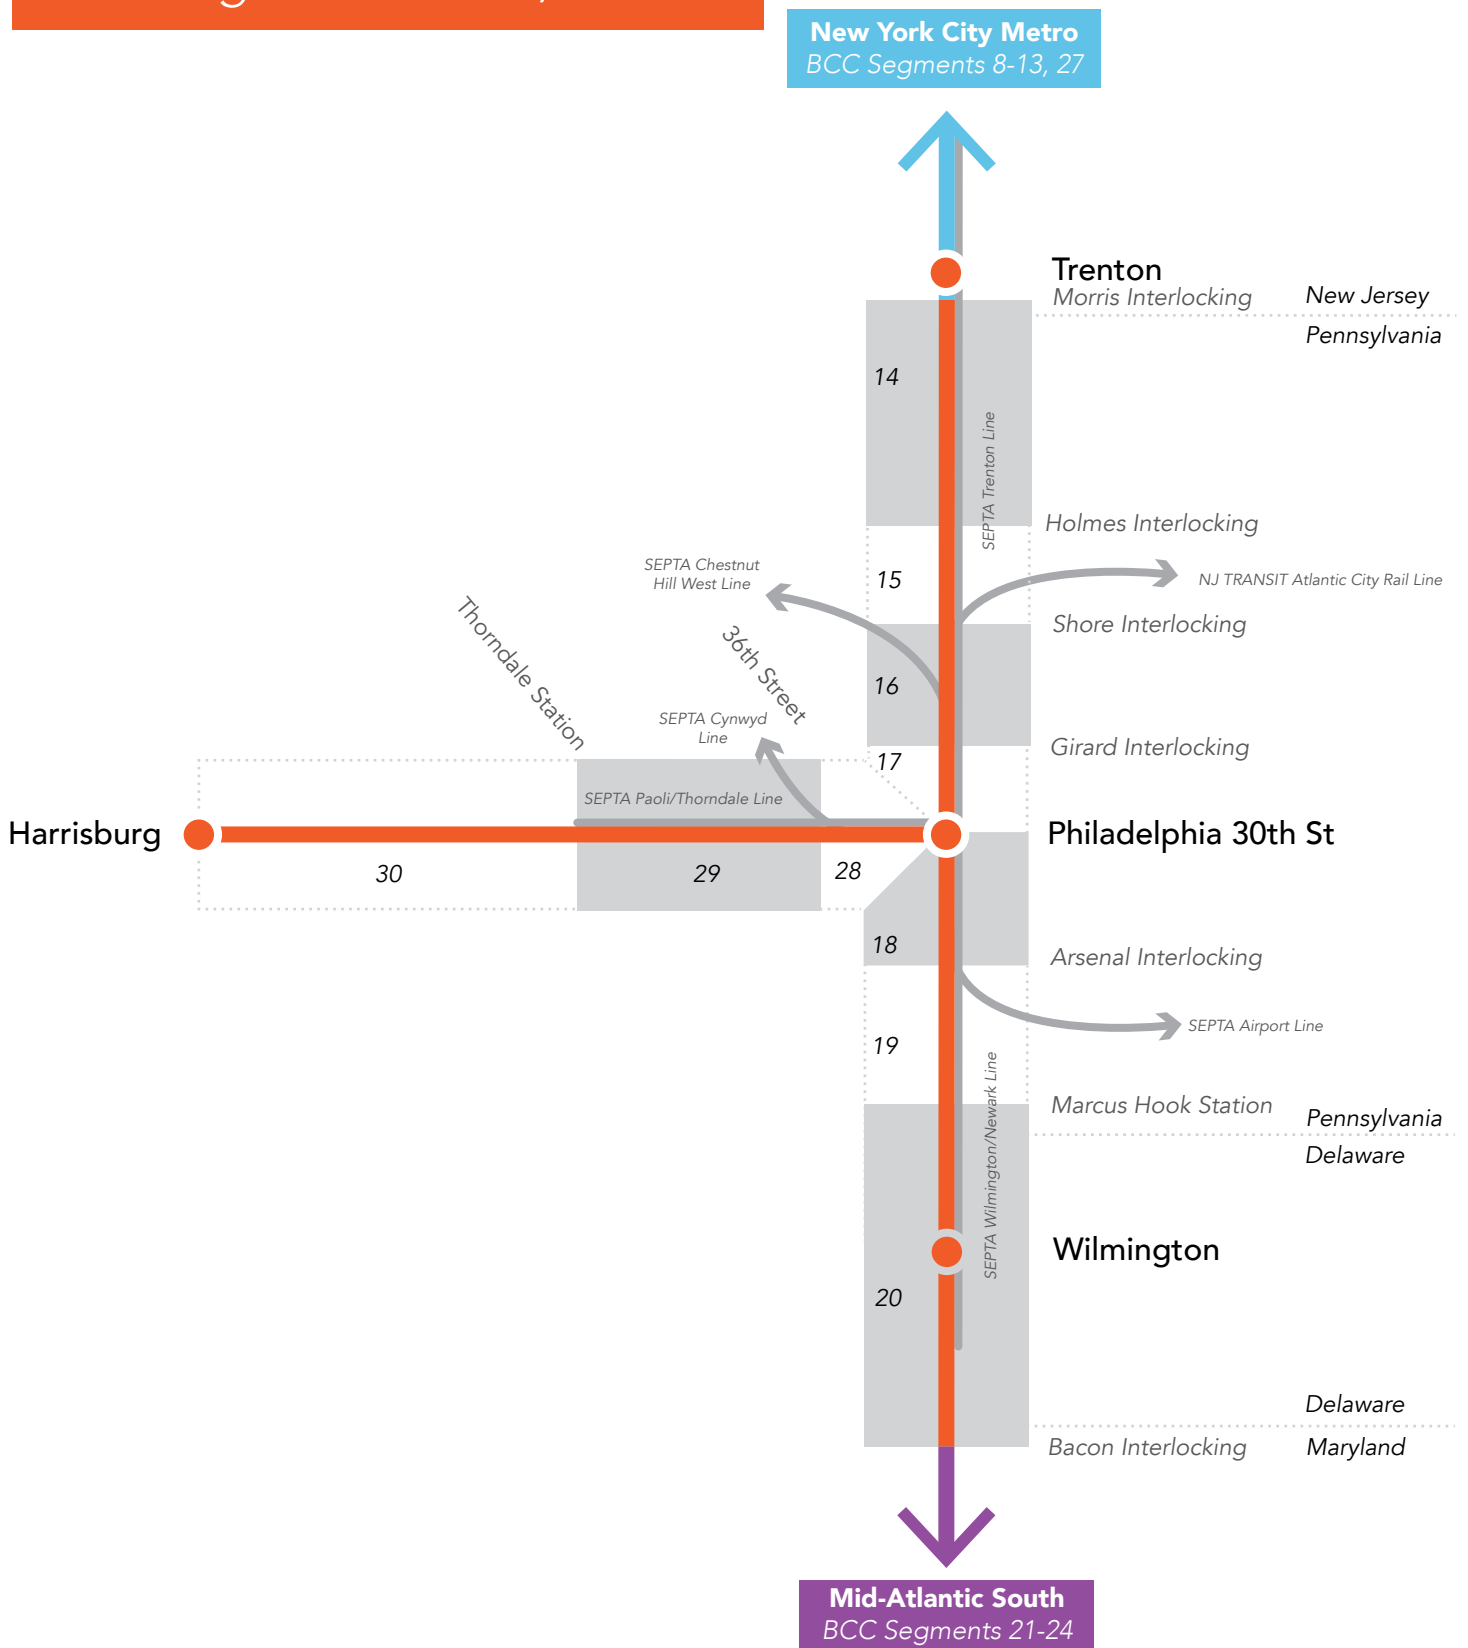 New York City Metro
BCC Segments 8-13, 27
Trenton
Morris Interlocking
New Jersey
Pennsylvania
14
SEPTA Trenton Line
Holmes Interlocking
SEPTA Chestnut
Hill West Line
15
NJ TRANSIT Atlantic City Rail Line
Thorndale Station
36th Street
Shore Interlocking
16
SEPTA Cynwyd
Line
17
Girard Interlocking
SEPTA Paoli/Thorndale Line
Harrisburg
Philadelphia 30th St
30
29
28
18
Arsenal Interlocking
SEPTA Airport Line
19
SEPTA Wilmington/Newark Line
Marcus Hook Station
Pennsylvania
Delaware
Wilmington
20
Delaware
Bacon Interlocking
Maryland
Mid-Atlantic South
BCC Segments 21-24